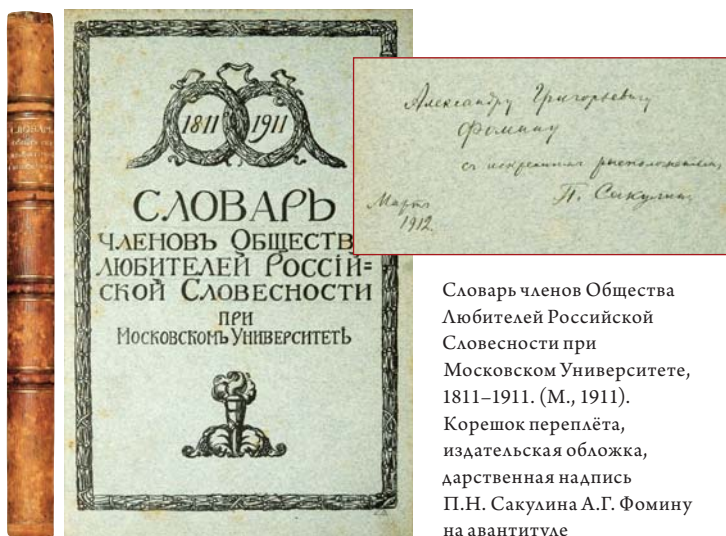 СЛОВАРЬ
1811
1911
СЛОВАРЬ
ЧЛЕНОВЪ ОБЩЕСТВ
ЛЮБИТЕЛЕЙ РОССІЙ=
СКОЙ СЛОВЕСНОСТИ
ПРИ
МОСКОВСКОМЪ УНИВЕРСИТЕТѢ
Александру Григорьевичу
Фомину
съ искреннимъ расположеніемъ
П. Сакулинъ
Мартъ
1912.
Словарь членов Общества
Любителей Российской
Словесности при
Московском Университете,
1811–1911. (М., 1911).
Корешок переплёта,
издательская обложка,
дарственная надпись
П.Н. Сакулина А.Г. Фомину
на авантитуле